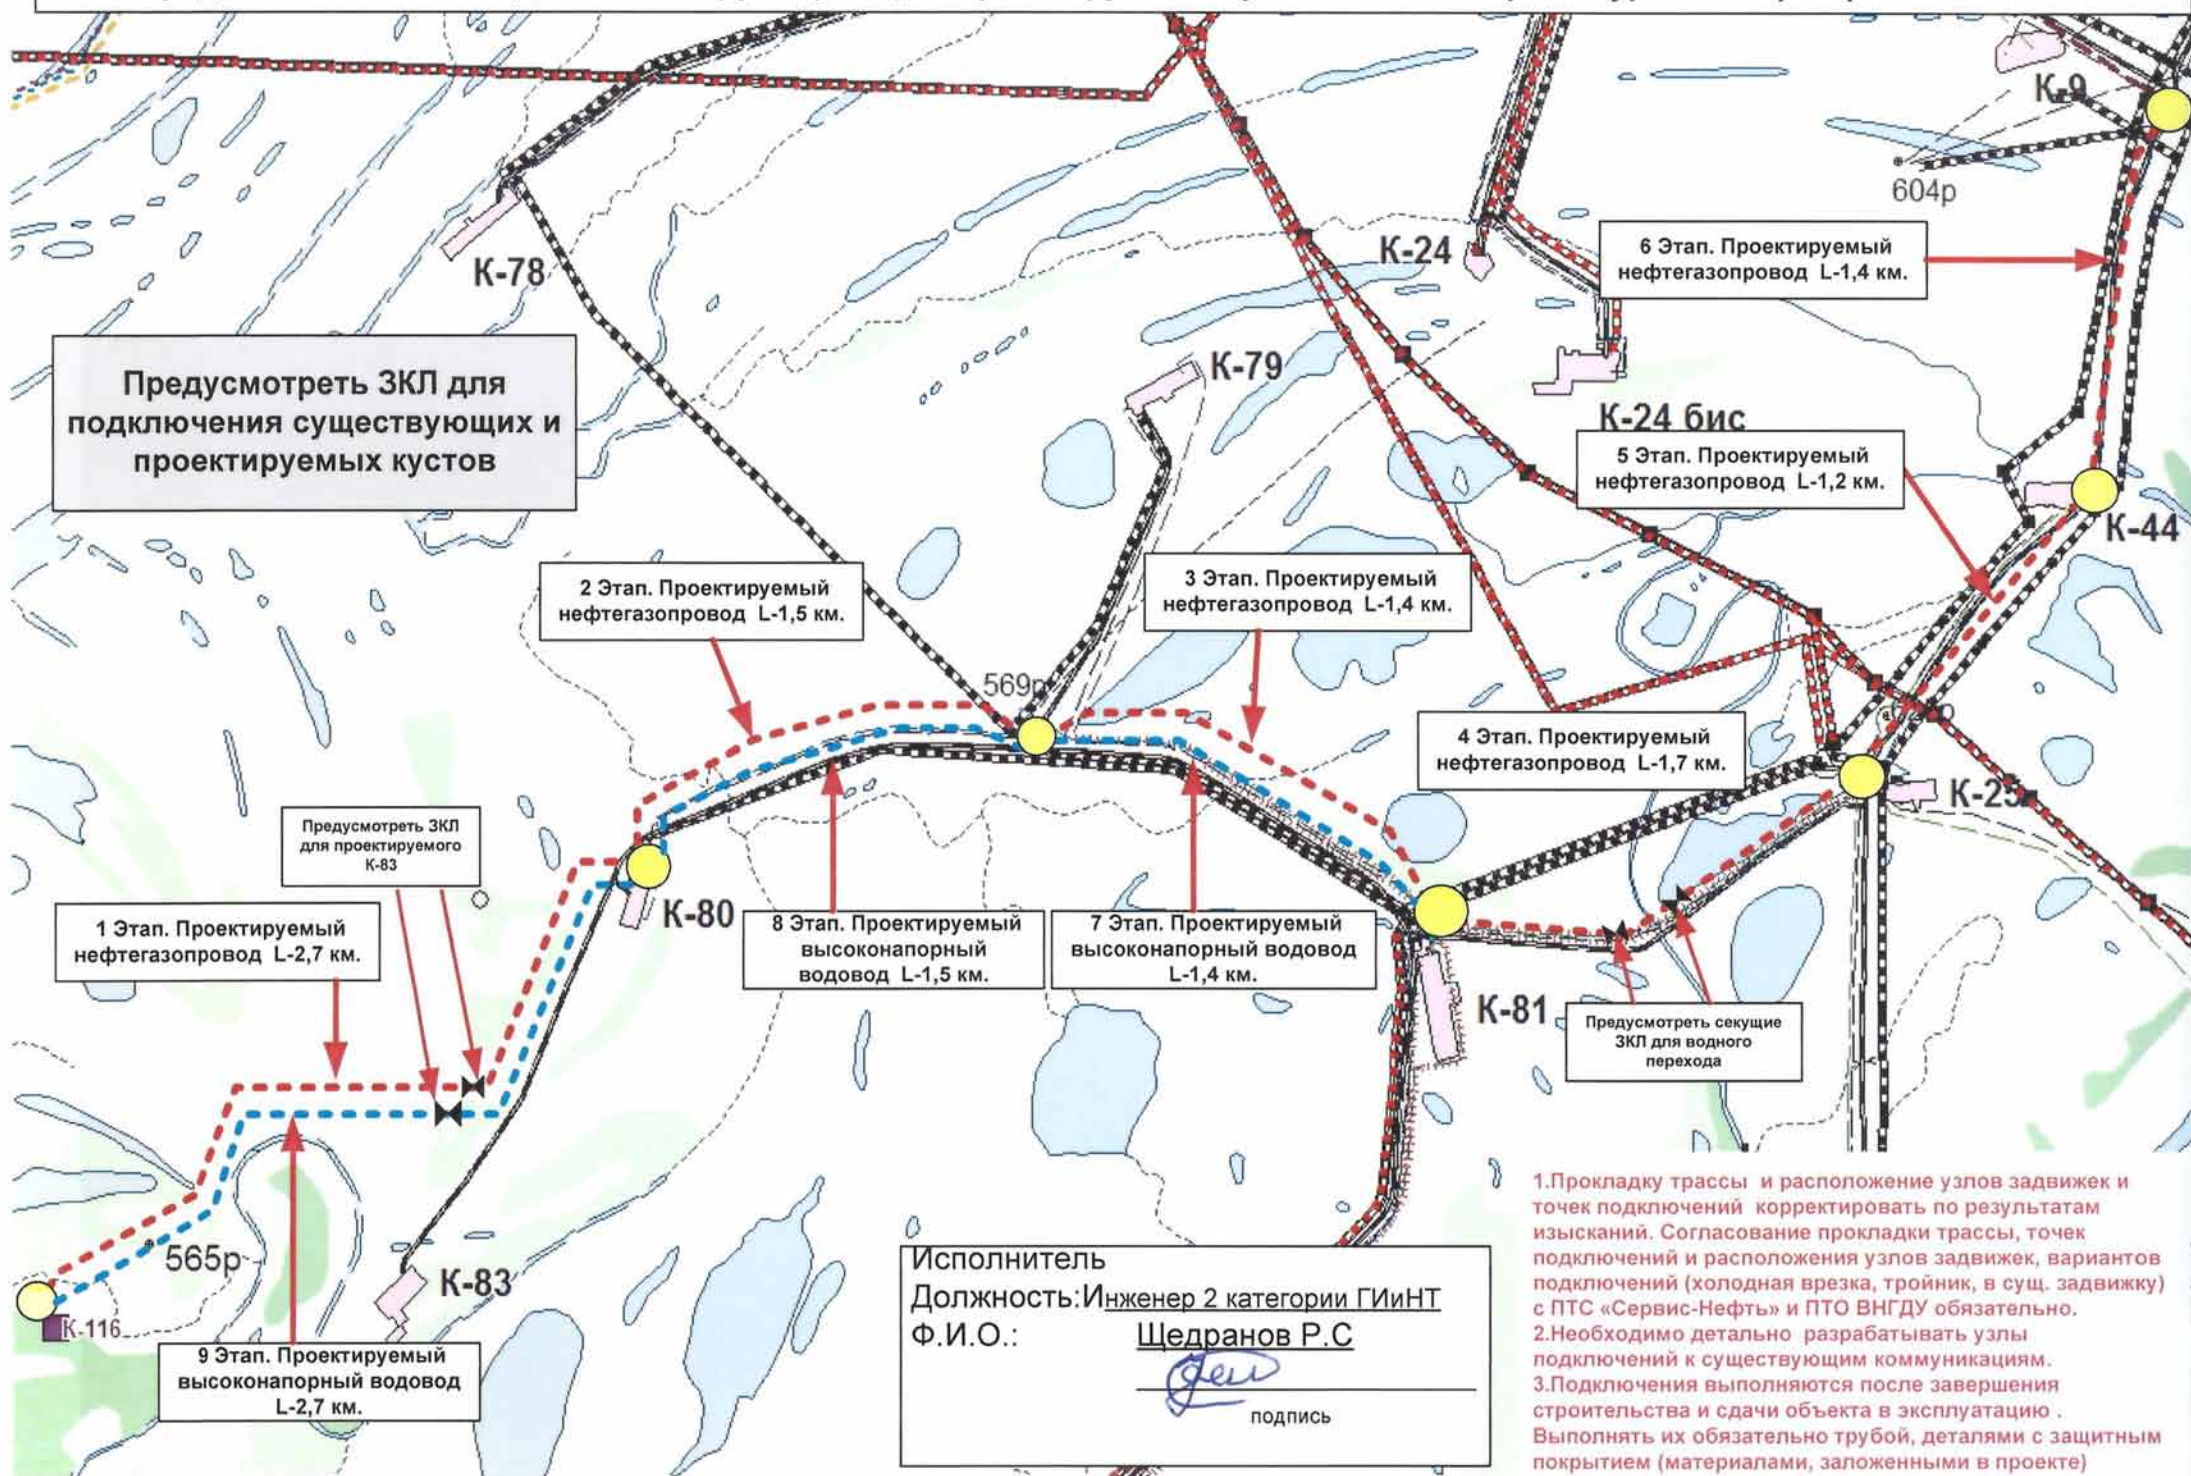 К-9
604р
6 Этап. Проектируемый
нефтегазопровод L-1,4 км.
К-24
К-78
Предусмотреть ЗКЛ для
подключения существующих и
проектируемых кустов
К-79
К-24 бис
5 Этап. Проектируемый
нефтегазопровод L-1,2 км.
К-44
2 Этап. Проектируемый
нефтегазопровод L-1,5 км.
3 Этап. Проектируемый
нефтегазопровод L-1,4 км.
569р
4 Этап. Проектируемый
нефтегазопровод L-1,7 км.
К-25
Предусмотреть ЗКЛ
для проектируемого
К-83
К-80
1 Этап. Проектируемый
нефтегазопровод L-2,7 км.
8 Этап. Проектируемый
высоконапорный
водовод L-1,5 км.
7 Этап. Проектируемый
высоконапорный водовод
L-1,4 км.
К-81
Предусмотреть секущие
ЗКЛ для водного
перехода
565р
К-83
К-116
9 Этап. Проектируемый
высоконапорный водовод
L-2,7 км.
Исполнитель
Должность:Инженер 2 категории ГИиНТ
Ф.И.О.: Щедранов Р.С
подпись
1.Прокладку трассы и расположение узлов задвижек и
точек подключений корректировать по результатам
изысканий. Согласование прокладки трассы, точек
подключений и расположения узлов задвижек, вариантов
подключений (холодная врезка, тройник, в сущ. задвижку)
с ПТС «Сервис-Нефть» и ПТО ВНГДУ обязательно.
2.Необходимо детально разрабатывать узлы
подключений к существующим коммуникациям.
3.Подключения выполняются после завершения
строительства и сдачи объекта в эксплуатацию .
Выполнять их обязательно трубой, деталями с защитным
покрытием (материалами, заложенными в проекте)